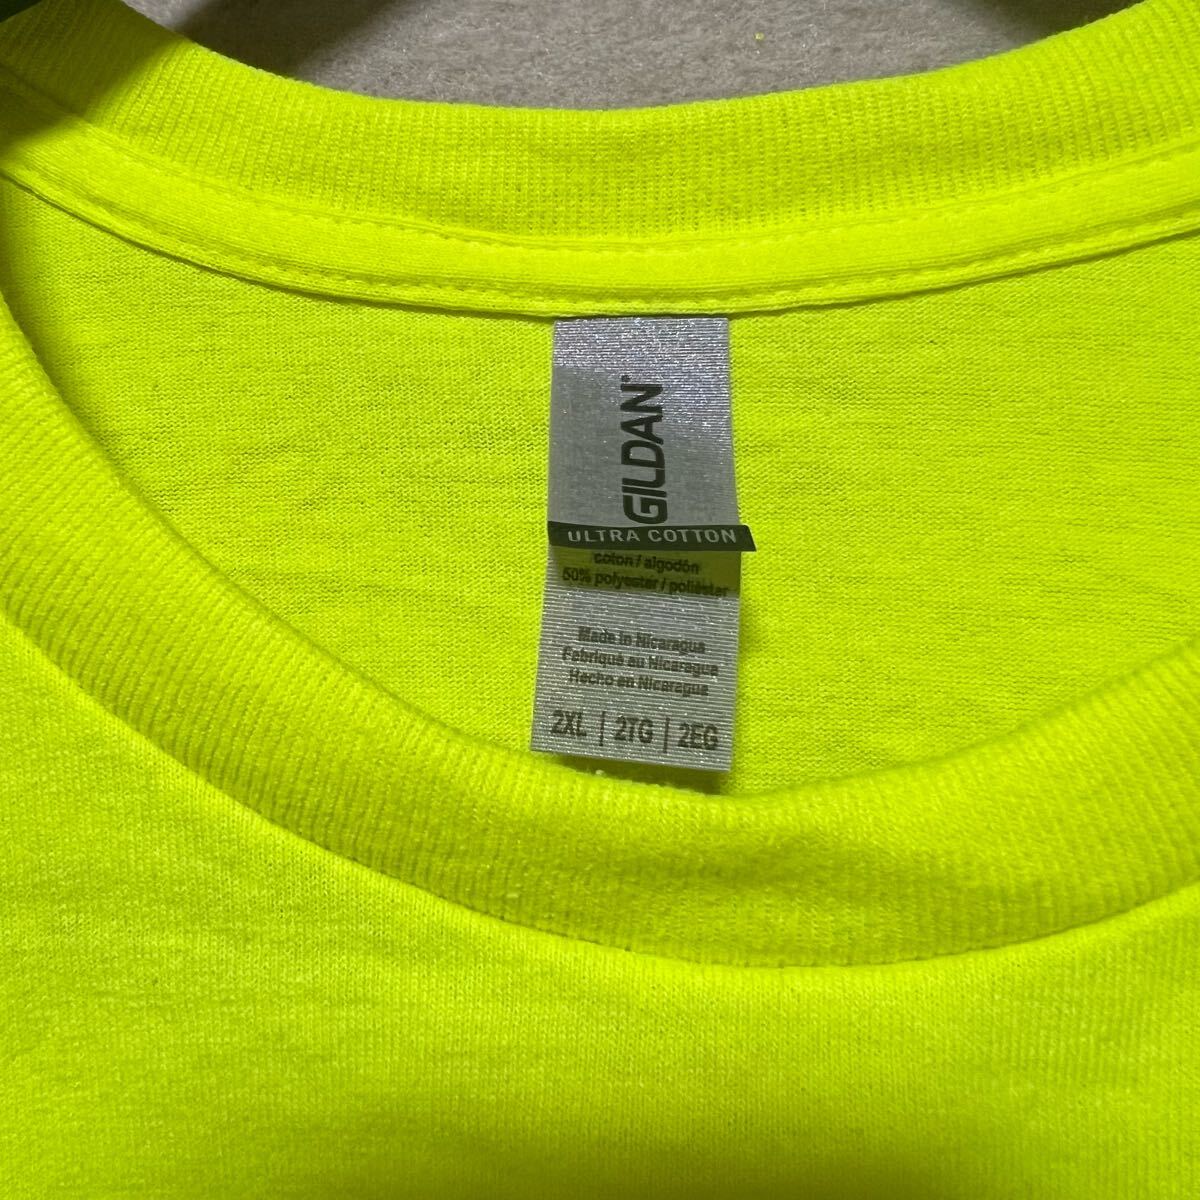 GILDAN
ULTRA COTTON
coton / algodón
50% polyester / poliéster
Made in Nicaragua
Fabriqué au Nicaragua
Hecho en Nicaragua
2XL | 2TG | 2EG